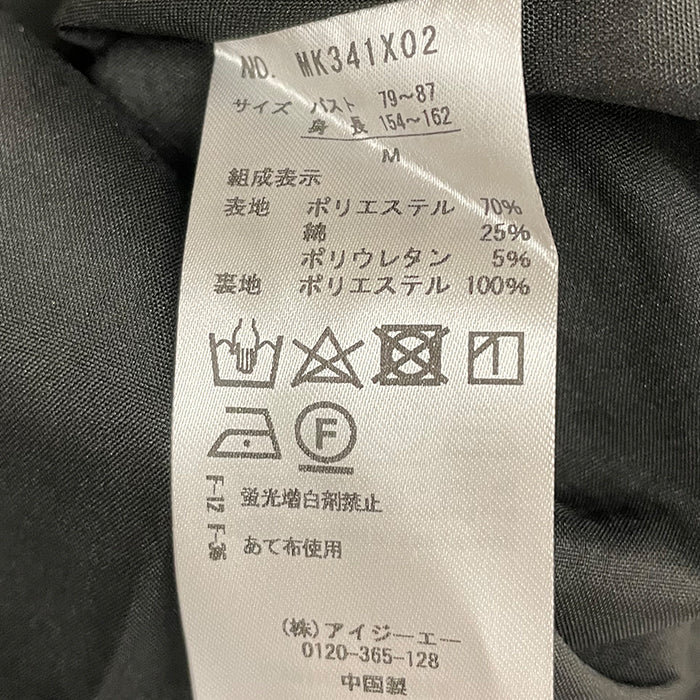 NO. MK341X02
サイズ バスト 79～87
身長 154～162
M
組成表示
表地 ポリエステル 70%
綿 25%
ポリウレタン 5%
裏地 ポリエステル 100%
F
F-12 蛍光増白剤禁止
F-36 あて布使用
(株)アイジーエー
0120-365-128
中国製